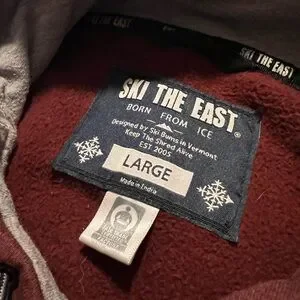 SKI THE EAST
SKI THE EAST®
BORN FROM ICE
Designed by Ski Bums in Vermont
Keep The Shred Alive
EST 2005
LARGE
Made in India